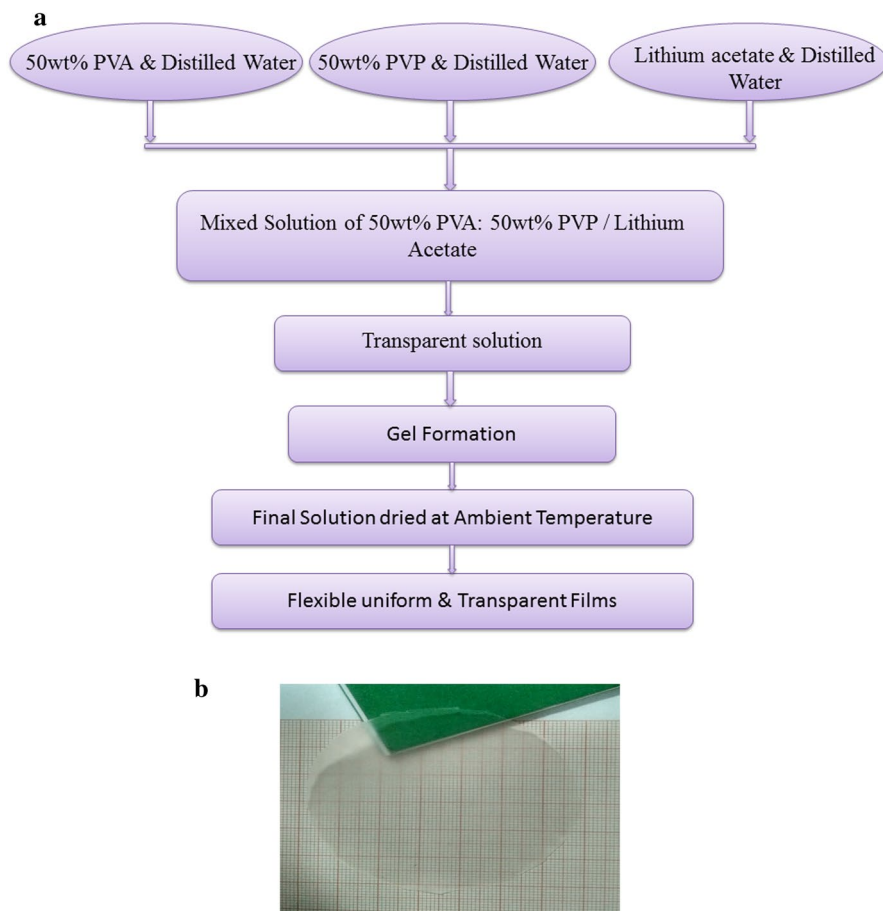 a
50wt% PVA & Distilled Water
50wt% PVP & Distilled Water
Lithium acetate & Distilled
Water
Mixed Solution of 50wt% PVA: 50wt% PVP / Lithium
Acetate
Transparent solution
Gel Formation
Final Solution dried at Ambient Temperature
Flexible uniform & Transparent Films
b